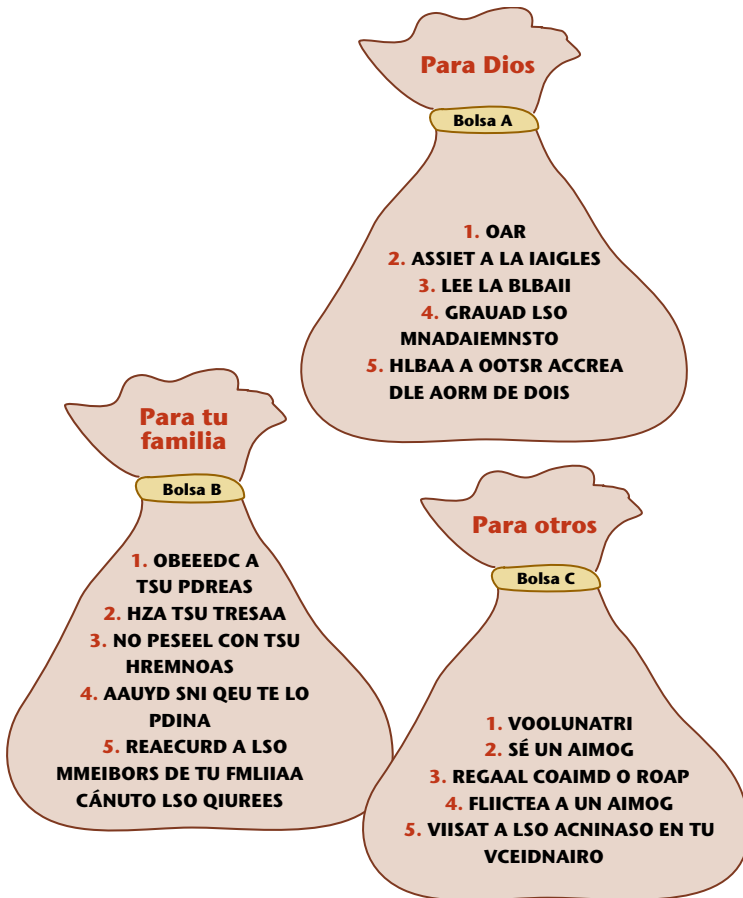 Para Dios
Bolsa A
1. OAR
2. ASSIET A LA IAIGLES
3. LEE LA BLBAII
4. GRAUAD LSO
MNADAIEMNSTO
5. HLBAA A OOTSR ACCREA
DLE AORM DE DOIS
Para tu
familia
Bolsa B
1. OBEEEDC A
TSU PDREAS
2. HZA TSU TRESAA
3. NO PESEEL CON TSU
HREMNOAS
4. AAUYD SNI QEU TE LO
PDINA
5. REAECURD A LSO
MMEIBORS DE TU FMLIIAA
CÁNUTO LSO QIUREES
Para otros
Bolsa C
1. VOOLUNATRI
2. SÉ UN AIMOG
3. REGAAL COAIMD O ROAP
4. FLIICTEA A UN AIMOG
5. VIISAT A LSO ACNINASO EN TU
VCEIDNAIRO